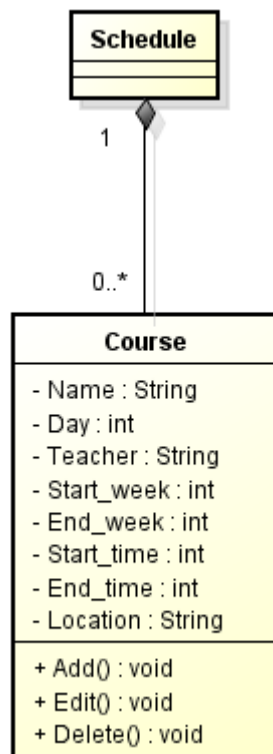 Schedule
1
0..*
Course
- Name : String
- Day : int
- Teacher : String
- Start_week : int
- End_week : int
- Start_time : int
- End_time : int
- Location : String
+ Add() : void
+ Edit() : void
+ Delete() : void